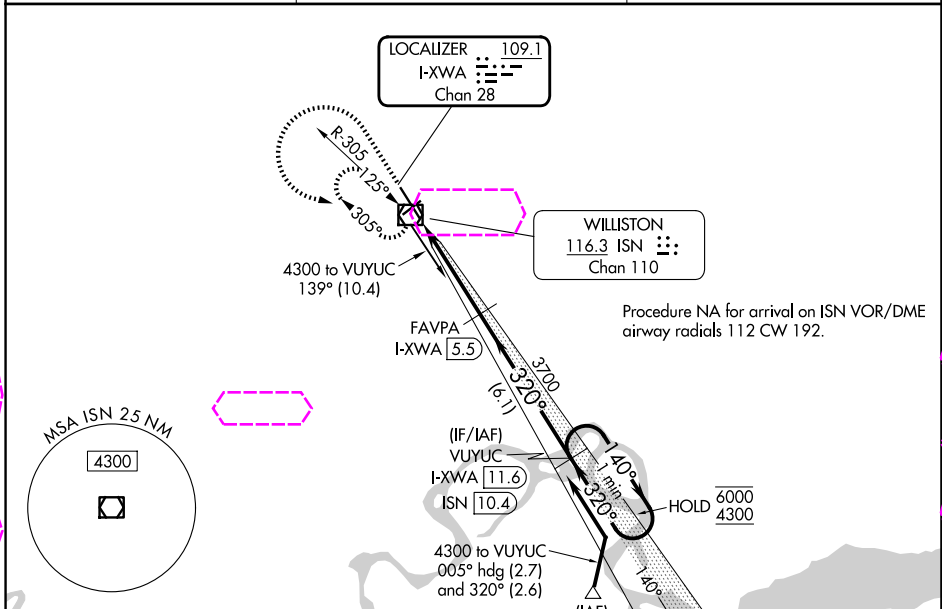 LOCALIZER 109.1
I-XWA
Chan 28
R-305
125°
305°
WILLISTON
116.3 ISN
Chan 110
4300 to VUYUC
139° (10.4)
Procedure NA for arrival on ISN VOR/DME
airway radials 112 CW 192.
FAVPA
I-XWA 5.5
3700
320°
(6.1)
MSA ISN 25 NM
4300
(IF/IAF)
VUYUC
I-XWA 11.6
ISN 10.4
140°
1 min
320°
HOLD 6000
4300
4300 to VUYUC
005° hdg (2.7)
and 320° (2.6)
140°
(IAF)